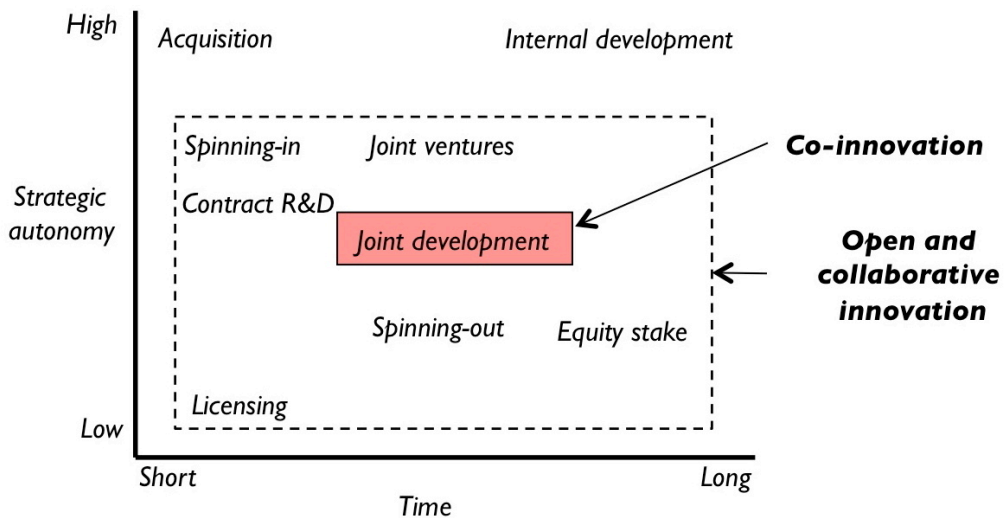 High
Acquisition
Internal development
Spinning-in
Joint ventures
Co-innovation
Strategic
autonomy
Contract R&D
Joint development
Open and
collaborative
innovation
Spinning-out
Equity stake
Licensing
Low
Short
Long
Time